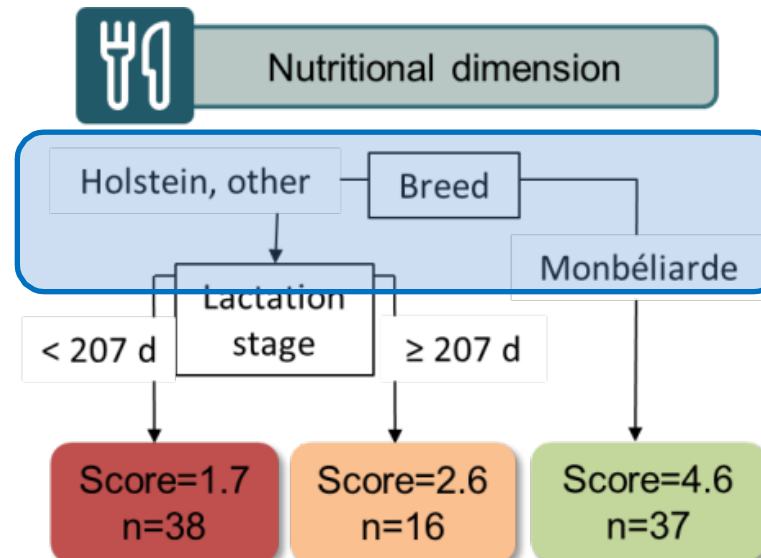 Nutritional dimension
Holstein, other
Breed
Monbéliarde
Lactation
stage
< 207 d
≥ 207 d
Score=1.7
n=38
Score=2.6
n=16
Score=4.6
n=37